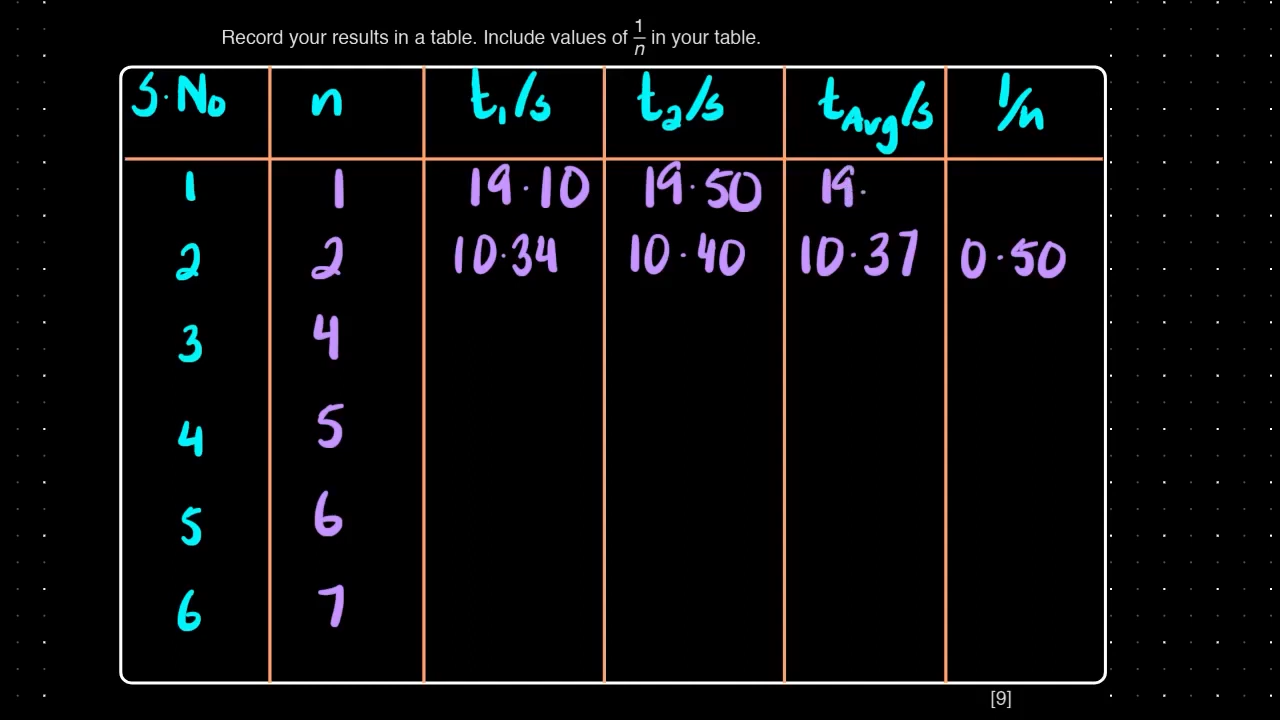 Record your results in a table. Include values of 1/n in your table.
S.No n t1/s t2/s tAvg/s 1/n
1 1 19.10 19.50 19.
2 2 10.34 10.40 10.37 0.50
3 4
4 5
5 6
6 7
[9]